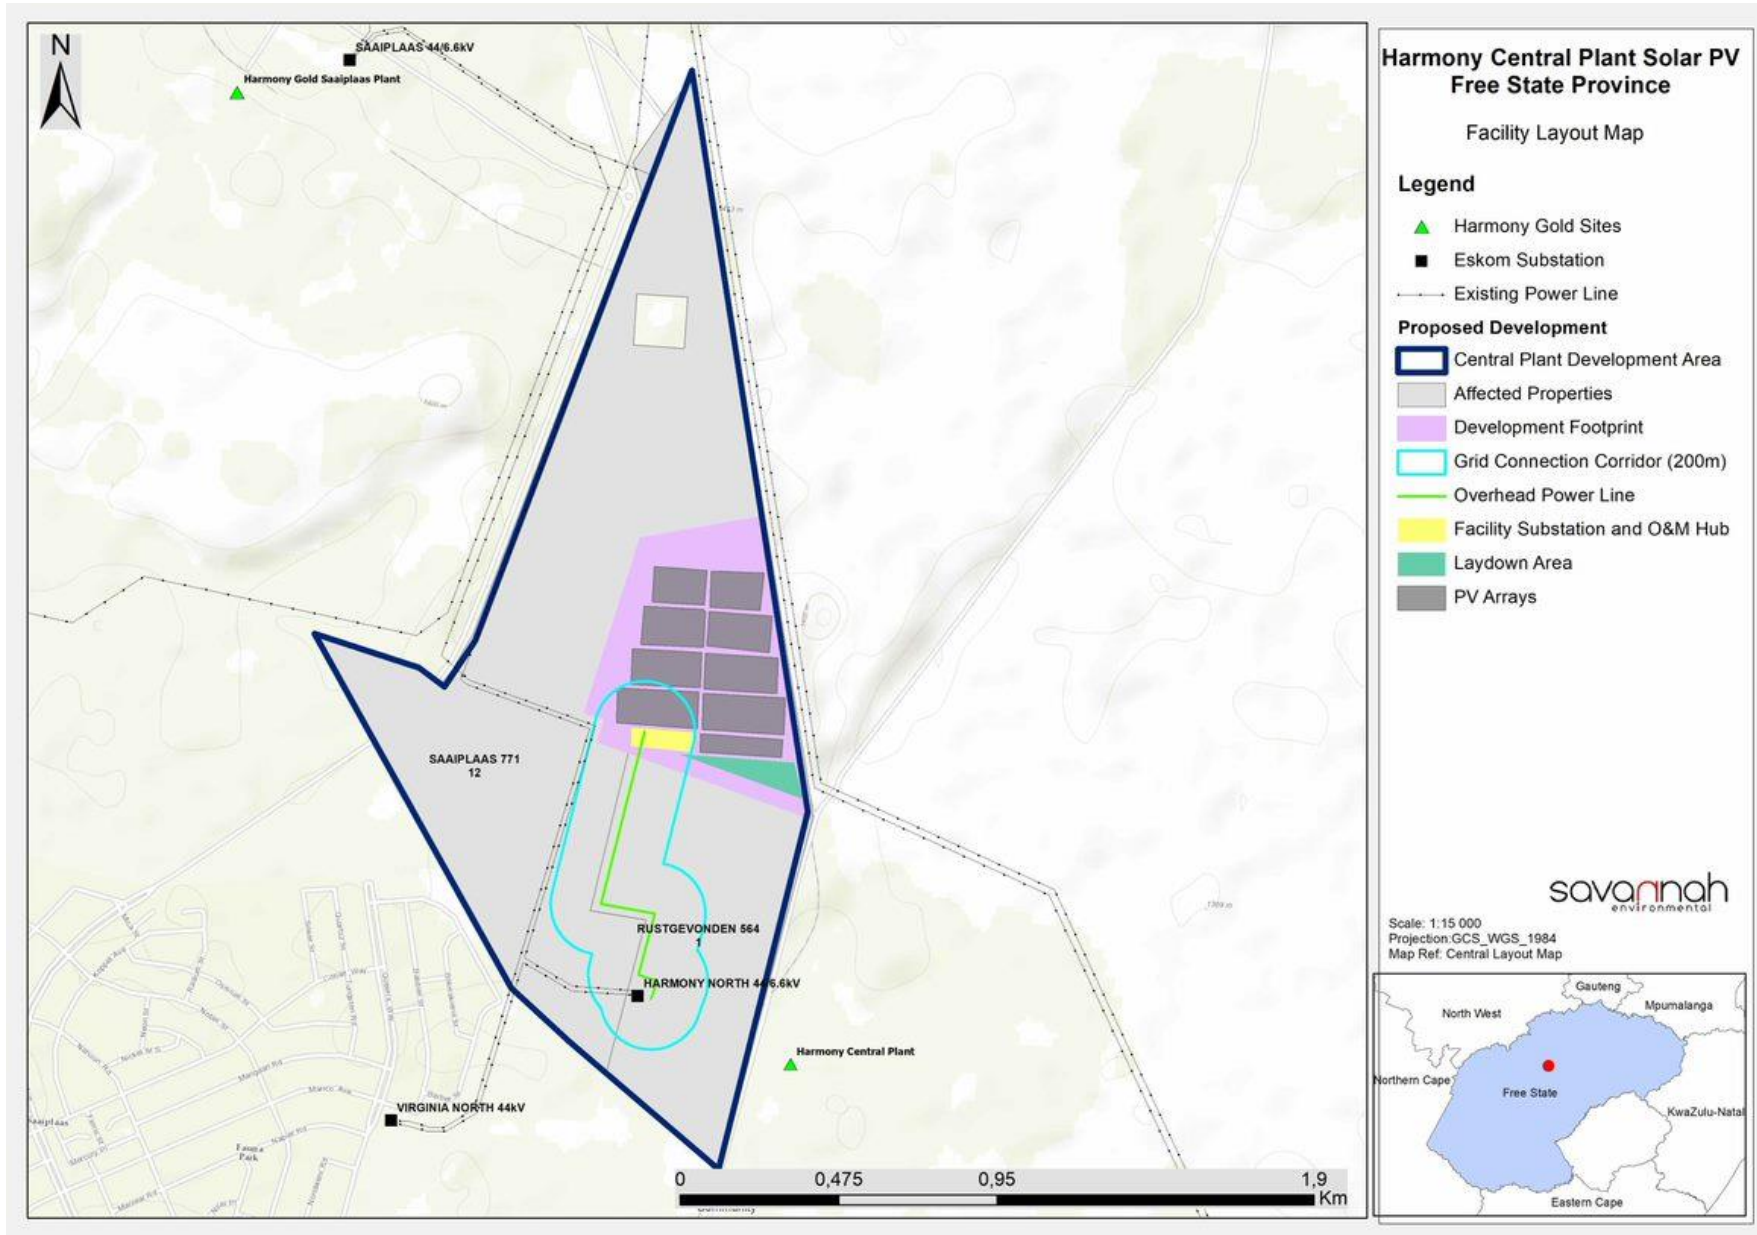 N
SAAIPLAAS 44/6.6kV
Harmony Gold Saaiplaas Plant
SAAIPLAAS 771
12
RUSTGEVONDEN 564
1
HARMONY NORTH 44/6.6kV
Harmony Central Plant
VIRGINIA NORTH 44kV
Fauna
Park
0
0,475
0,95
1,9
Km
Harmony Central Plant Solar PV
Free State Province
Facility Layout Map
Legend
Harmony Gold Sites
Eskom Substation
Existing Power Line
Proposed Development
Central Plant Development Area
Affected Properties
Development Footprint
Grid Connection Corridor (200m)
Overhead Power Line
Facility Substation and O&M Hub
Laydown Area
PV Arrays
savannah
environmental
Scale: 1:15 000
Projection:GCS_WGS_1984
Map Ref: Central Layout Map
Gauteng
North West
Mpumalanga
Northern Cape
Free State
KwaZulu-Natal
Eastern Cape